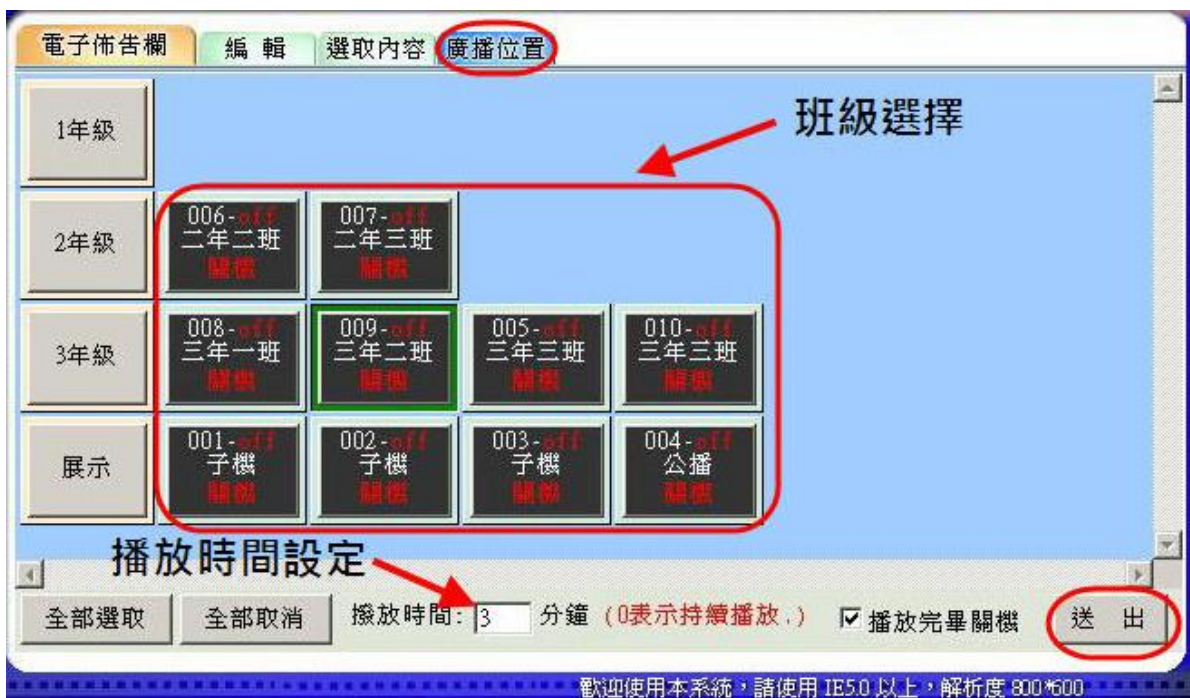 電子佈告欄 編 輯 選取內容 廣播位置
班級選擇
1年級
2年級
006-off
二年二班
關機
007-off
二年三班
關機
3年級
008-off
三年一班
關機
009-off
三年二班
關機
005-off
三年三班
關機
010-off
三年三班
關機
展示
001-off
子機
關機
002-off
子機
關機
003-off
子機
關機
004-off
公播
關機
播放時間設定
全部選取 全部取消 撥放時間: 3 分鐘 (0表示持續播放.) 播放完畢關機 送 出
歡迎使用本系統，請使用 IE5.0 以上，解析度 800*600